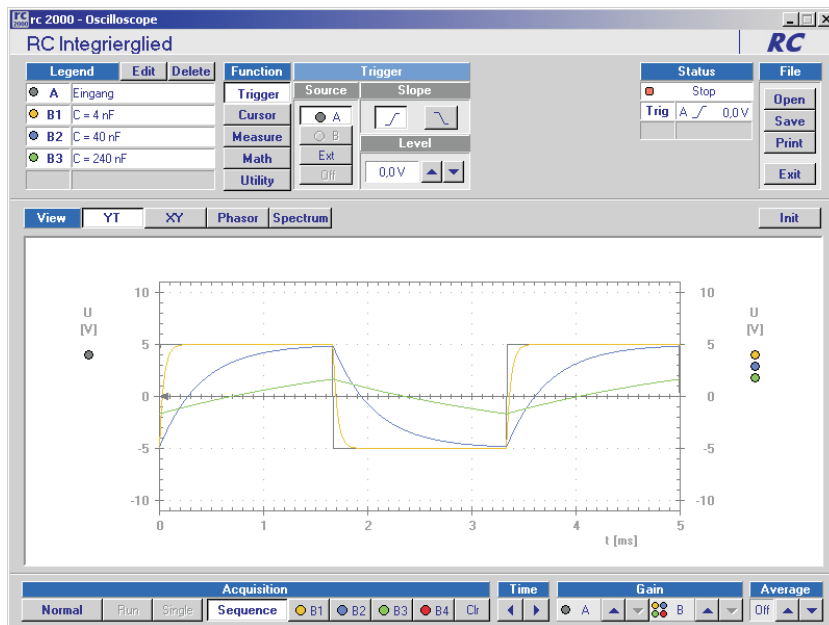 rc 2000 rc 2000 - Oscilloscope
RC Integrierglied RC
Legend Edit Delete
A Eingang
B1 C = 4 nF
B2 C = 40 nF
B3 C = 240 nF
Function
Trigger
Cursor
Measure
Math
Utility
Trigger
Source Slope
A
B
Ext
Off
Level
0,0 V
Status
Stop
Trig A 0,0 V
File
Open
Save
Print
Exit
View YT XY Phasor Spectrum Init
U
[V]
10
5
0
-5
-10
10
5
0
-5
-10
U
[V]
0 1 2 3 4 5
t [ms]
Acquisition Time Gain Average
Normal Run Single Sequence B1 B2 B3 B4 Clr A B Off